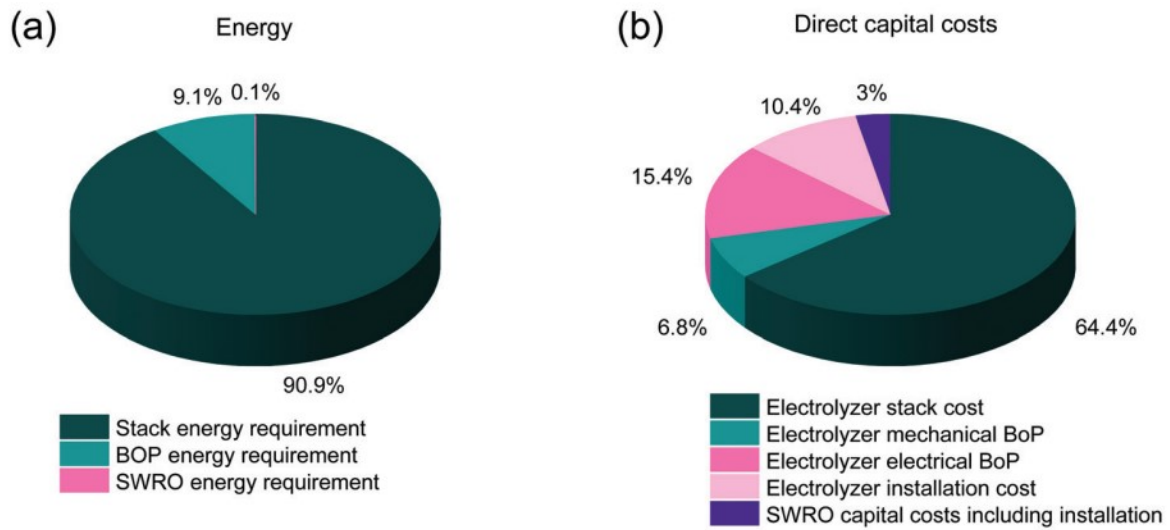 (a)
Energy
9.1% 0.1%
90.9%
Stack energy requirement
BOP energy requirement
SWRO energy requirement
(b)
Direct capital costs
10.4%
3%
15.4%
6.8%
64.4%
Electrolyzer stack cost
Electrolyzer mechanical BoP
Electrolyzer electrical BoP
Electrolyzer installation cost
SWRO capital costs including installation